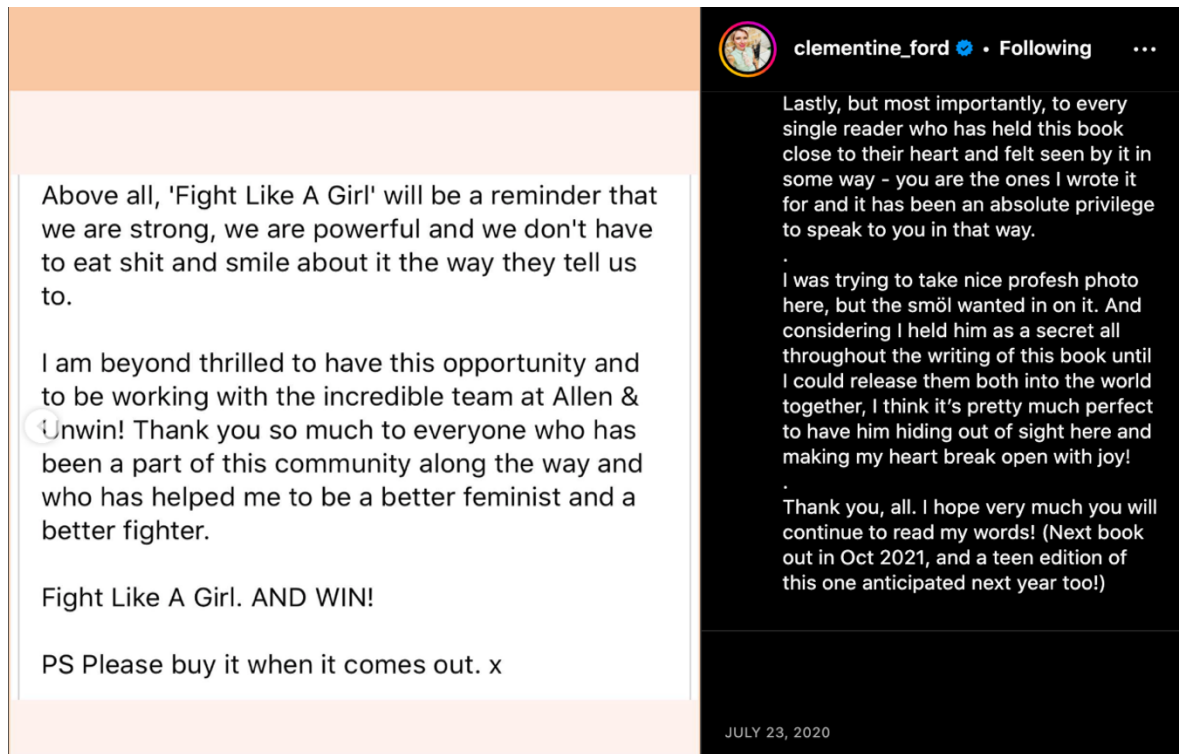 Above all, 'Fight Like A Girl' will be a reminder that
we are strong, we are powerful and we don't have
to eat shit and smile about it the way they tell us
to.
I am beyond thrilled to have this opportunity and
to be working with the incredible team at Allen &
Unwin! Thank you so much to everyone who has
been a part of this community along the way and
who has helped me to be a better feminist and a
better fighter.
Fight Like A Girl. AND WIN!
PS Please buy it when it comes out. x
clementine_ford • Following
Lastly, but most importantly, to every
single reader who has held this book
close to their heart and felt seen by it in
some way - you are the ones I wrote it
for and it has been an absolute privilege
to speak to you in that way.
.
I was trying to take nice profesh photo
here, but the smöl wanted in on it. And
considering I held him as a secret all
throughout the writing of this book until
I could release them both into the world
together, I think it’s pretty much perfect
to have him hiding out of sight here and
making my heart break open with joy!
.
Thank you, all. I hope very much you will
continue to read my words! (Next book
out in Oct 2021, and a teen edition of
this one anticipated next year too!)
JULY 23, 2020